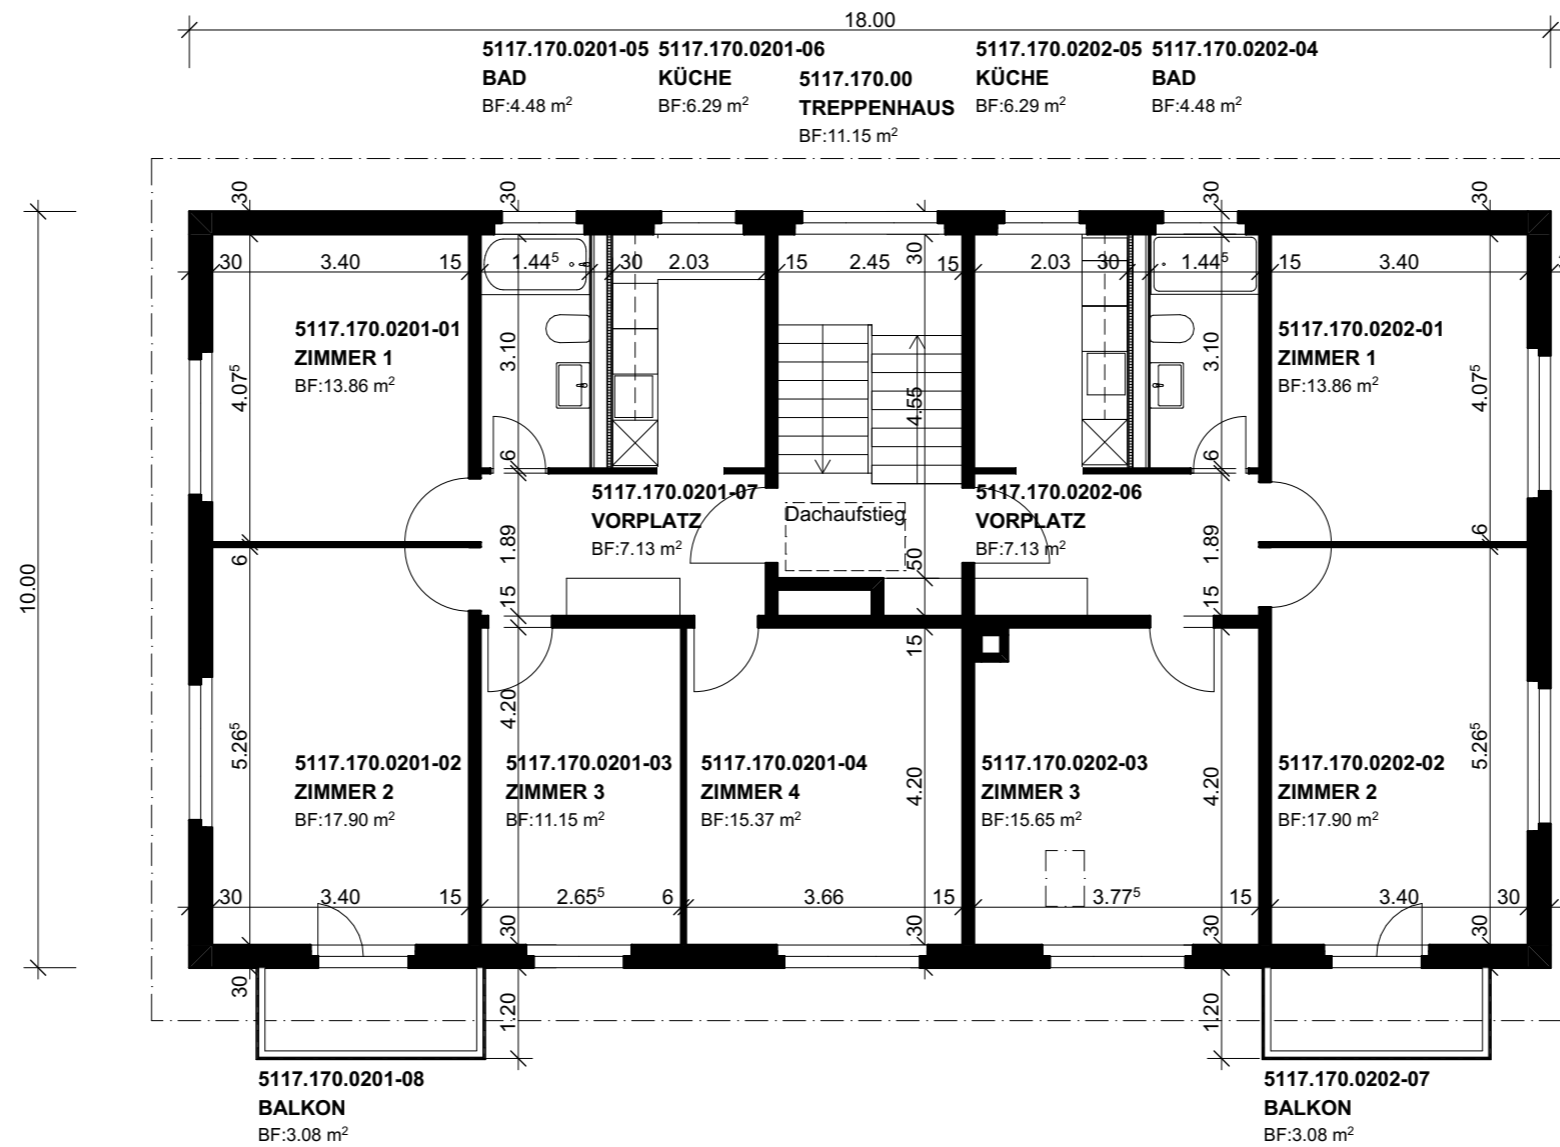 18.00
5117.170.0201-05
BAD
BF:4.48 m²
5117.170.0201-06
KÜCHE
BF:6.29 m²
5117.170.00
TREPPENHAUS
BF:11.15 m²
5117.170.0202-05
KÜCHE
BF:6.29 m²
5117.170.0202-04
BAD
BF:4.48 m²
30 30 30 30
30 3.40 15 1.44⁵ 30 2.03 15 2.45 30 15 2.03 30 1.44⁵ 15 3.40
5117.170.0201-01
ZIMMER 1
BF:13.86 m²
4.07⁵
3.10
4.55
3.10
5117.170.0202-01
ZIMMER 1
BF:13.86 m²
4.07⁵
6 6
5117.170.0201-07
VORPLATZ
BF:7.13 m²
Dachaufstieg
5117.170.0202-06
VORPLATZ
BF:7.13 m²
10.00
6 1.89 50 1.89 6
15 15 15
4.20
5.26⁵
5117.170.0201-02
ZIMMER 2
BF:17.90 m²
5117.170.0201-03
ZIMMER 3
BF:11.15 m²
5117.170.0201-04
ZIMMER 4
BF:15.37 m²
4.20
5117.170.0202-03
ZIMMER 3
BF:15.65 m²
4.20
5117.170.0202-02
ZIMMER 2
BF:17.90 m²
5.26⁵
30 3.40 15 2.65⁵ 6 3.66 15 3.77⁵ 15 3.40 30
30 30 30 30
30 1.20 1.20
5117.170.0201-08
BALKON
BF:3.08 m²
5117.170.0202-07
BALKON
BF:3.08 m²